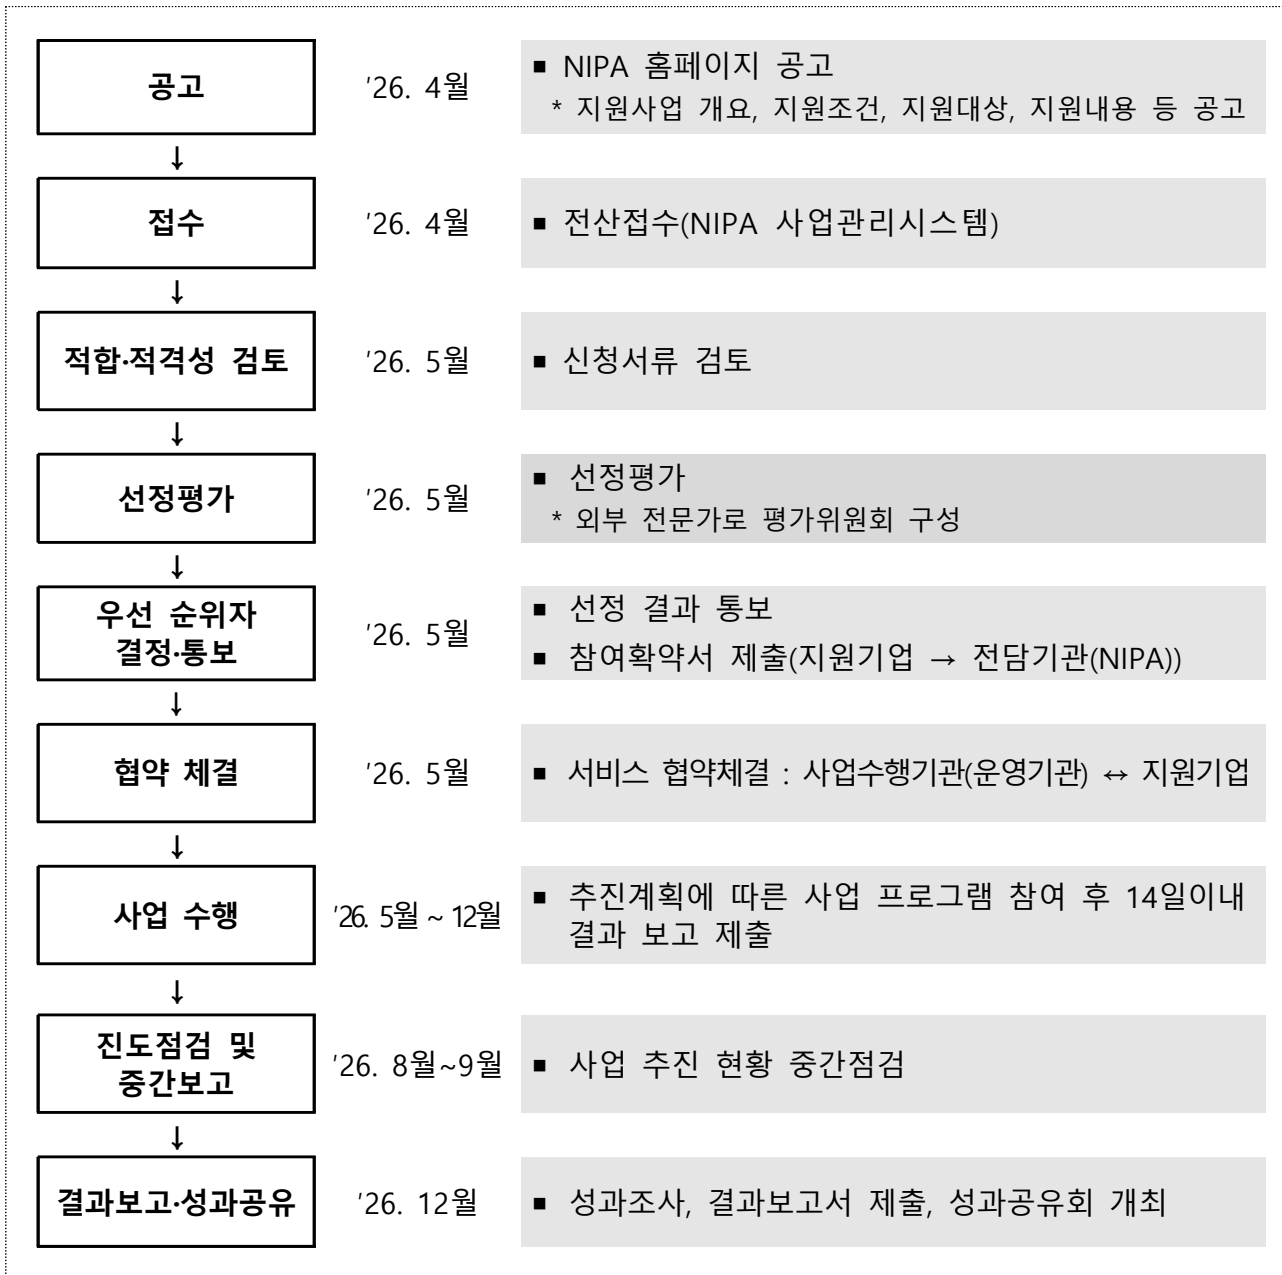 공고
'26. 4월
▪ NIPA 홈페이지 공고
* 지원사업 개요, 지원조건, 지원대상, 지원내용 등 공고
↓
접수
'26. 4월
▪ 전산접수(NIPA 사업관리시스템)
↓
적합·적격성 검토
'26. 5월
▪ 신청서류 검토
↓
선정평가
'26. 5월
▪ 선정평가
* 외부 전문가로 평가위원회 구성
↓
우선 순위자
결정·통보
'26. 5월
▪ 선정 결과 통보
▪ 참여확약서 제출(지원기업 → 전담기관(NIPA))
↓
협약 체결
'26. 5월
▪ 서비스 협약체결 : 사업수행기관(운영기관) ↔ 지원기업
↓
사업 수행
'26. 5월 ~ 12월
▪ 추진계획에 따른 사업 프로그램 참여 후 14일이내
결과 보고 제출
↓
진도점검 및
중간보고
'26. 8월~9월
▪ 사업 추진 현황 중간점검
↓
결과보고·성과공유
'26. 12월
▪ 성과조사, 결과보고서 제출, 성과공유회 개최